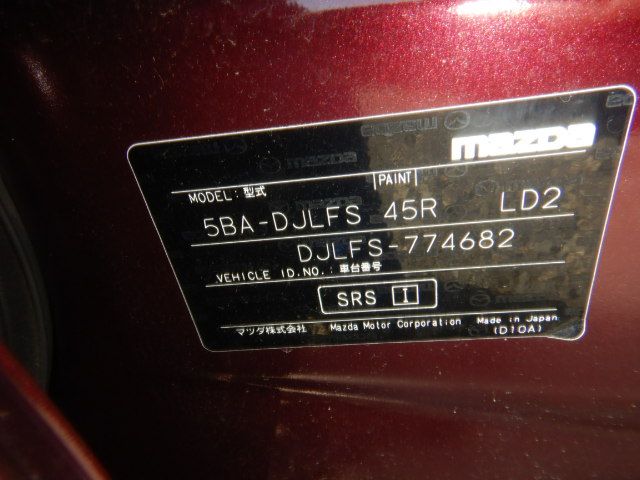 mazda
MODEL:型式 PAINT
5BA-DJLFS 45R LD2
DJLFS-774682
VEHICLE ID.NO.:車台番号
SRS I
マツダ株式会社 Mazda Motor Corporation Made in Japan
(D10A)